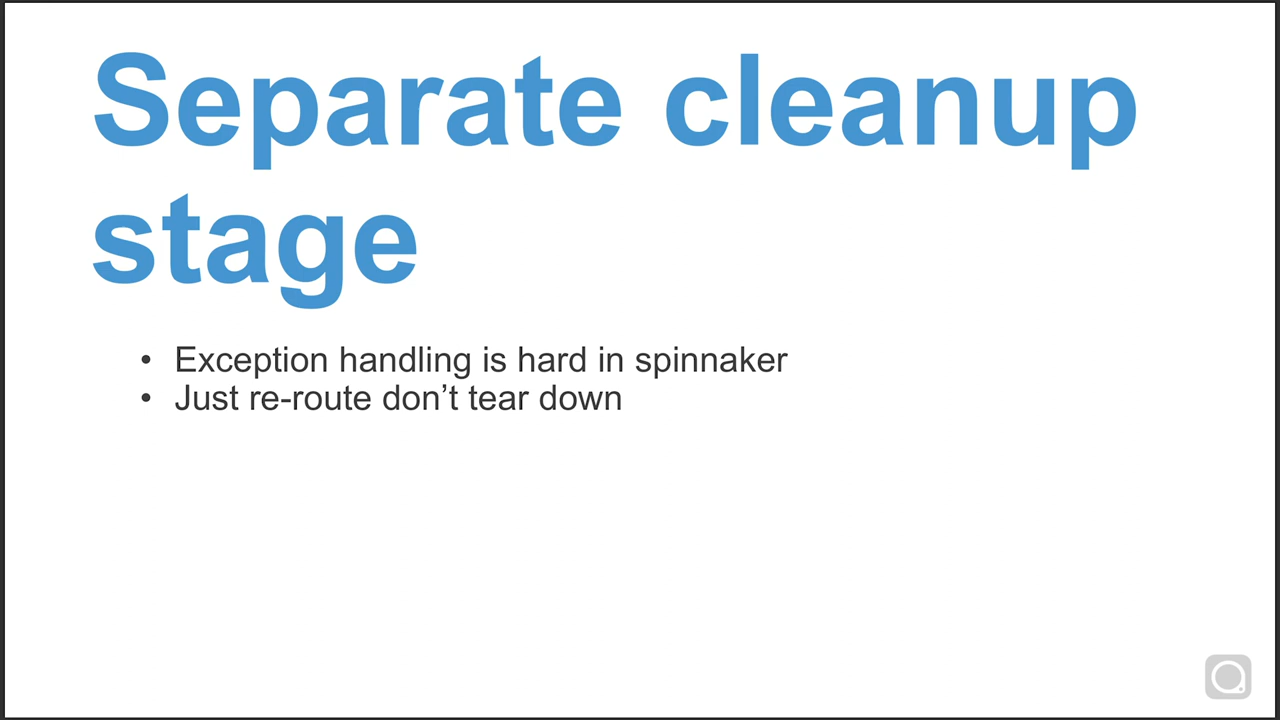 Separate cleanup
stage
• Exception handling is hard in spinnaker
• Just re-route don’t tear down